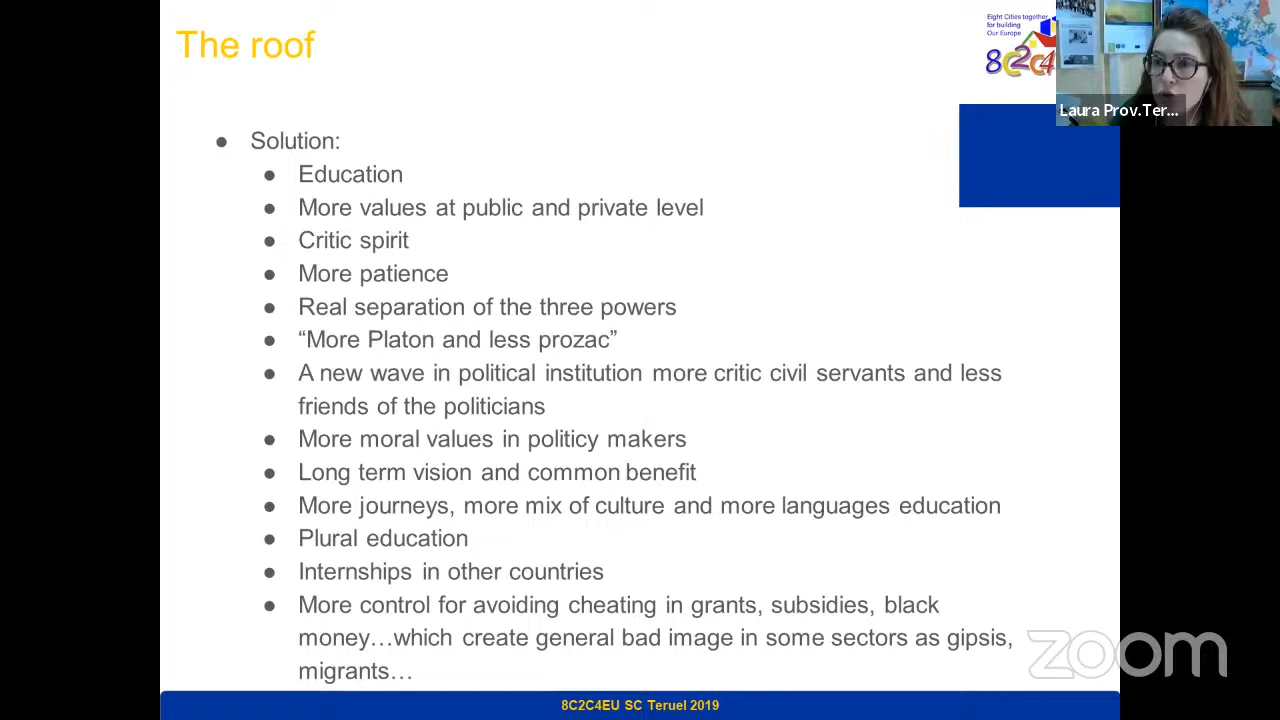 The roof
Eight Cities together
for building
Our Europe
8C2C4
Laura Prov.Ter...
Solution:
Education
More values at public and private level
Critic spirit
More patience
Real separation of the three powers
“More Platon and less prozac”
A new wave in political institution more critic civil servants and less
friends of the politicians
More moral values in politicy makers
Long term vision and common benefit
More journeys, more mix of culture and more languages education
Plural education
Internships in other countries
More control for avoiding cheating in grants, subsidies, black
money…which create general bad image in some sectors as gipsis,
migrants…
zoom
8C2C4EU SC Teruel 2019